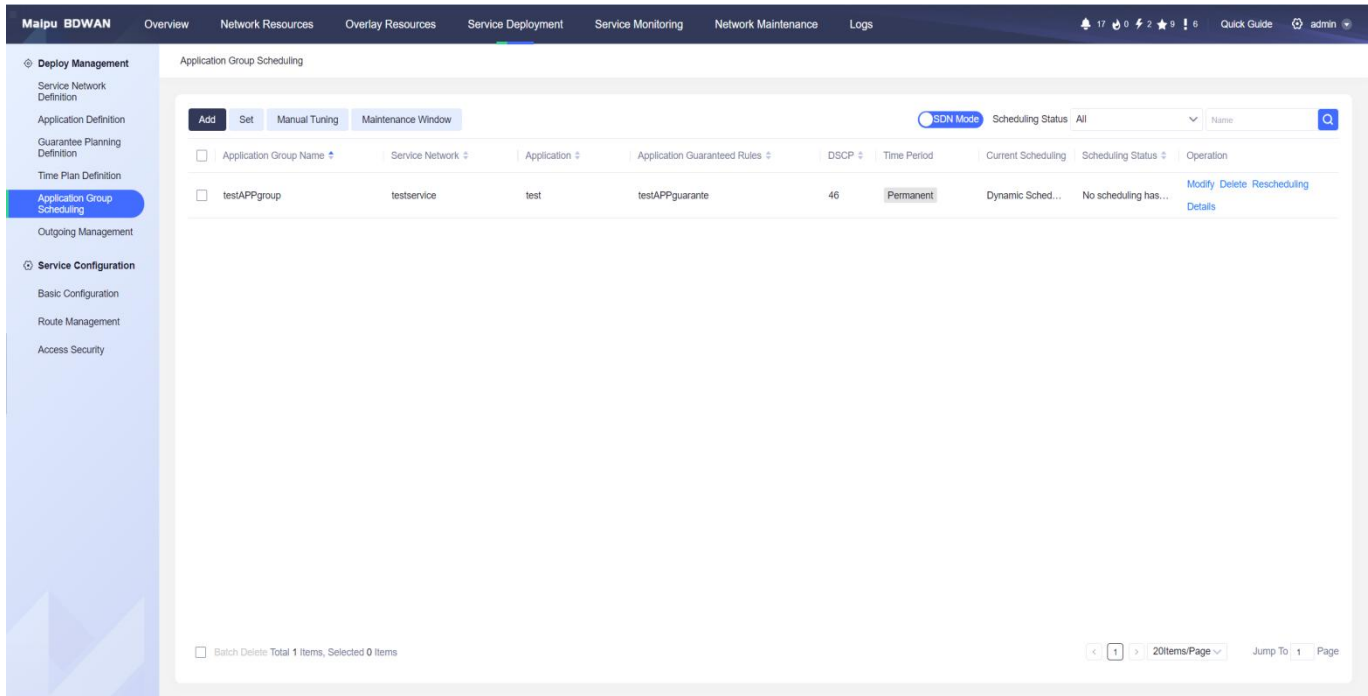 Maipu BDWAN Overview Network Resources Overlay Resources Service Deployment Service Monitoring Network Maintenance Logs 17 0 2 9 6 Quick Guide admin
Deploy Management
Service Network
Definition
Application Definition
Guarantee Planning
Definition
Time Plan Definition
Application Group
Scheduling
Outgoing Management
Service Configuration
Basic Configuration
Route Management
Access Security
Application Group Scheduling
Add Set Manual Tuning Maintenance Window SDN Mode Scheduling Status All Name
Application Group Name Service Network Application Application Guaranteed Rules DSCP Time Period Current Scheduling Scheduling Status Operation
testAPPgroup testservice test testAPPguarante 46 Permanent Dynamic Sched... No scheduling has... Modify Delete Rescheduling
Details
Batch Delete Total 1 Items, Selected 0 Items < 1 > 20Items/Page Jump To 1 Page